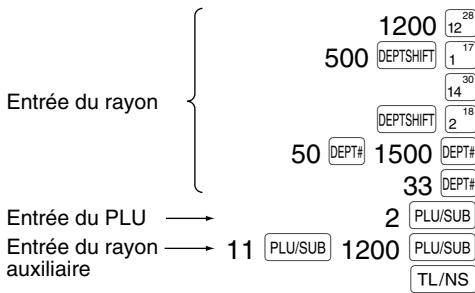 1200 12 28
500 DEPTSHIFT 1 17
14 30
Entrée du rayon
DEPTSHIFT 2 18
50 DEPT# 1500 DEPT#
33 DEPT#
Entrée du PLU 2 PLU/SUB
Entrée du rayon auxiliaire 11 PLU/SUB 1200 PLU/SUB
TL/NS